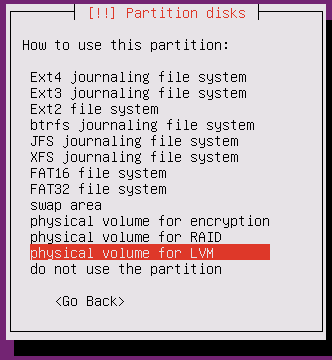 [!!] Partition disks
How to use this partition:
Ext4 journaling file system
Ext3 journaling file system
Ext2 file system
btrfs journaling file system
JFS journaling file system
XFS journaling file system
FAT16 file system
FAT32 file system
swap area
physical volume for encryption
physical volume for RAID
physical volume for LVM
do not use the partition
<Go Back>